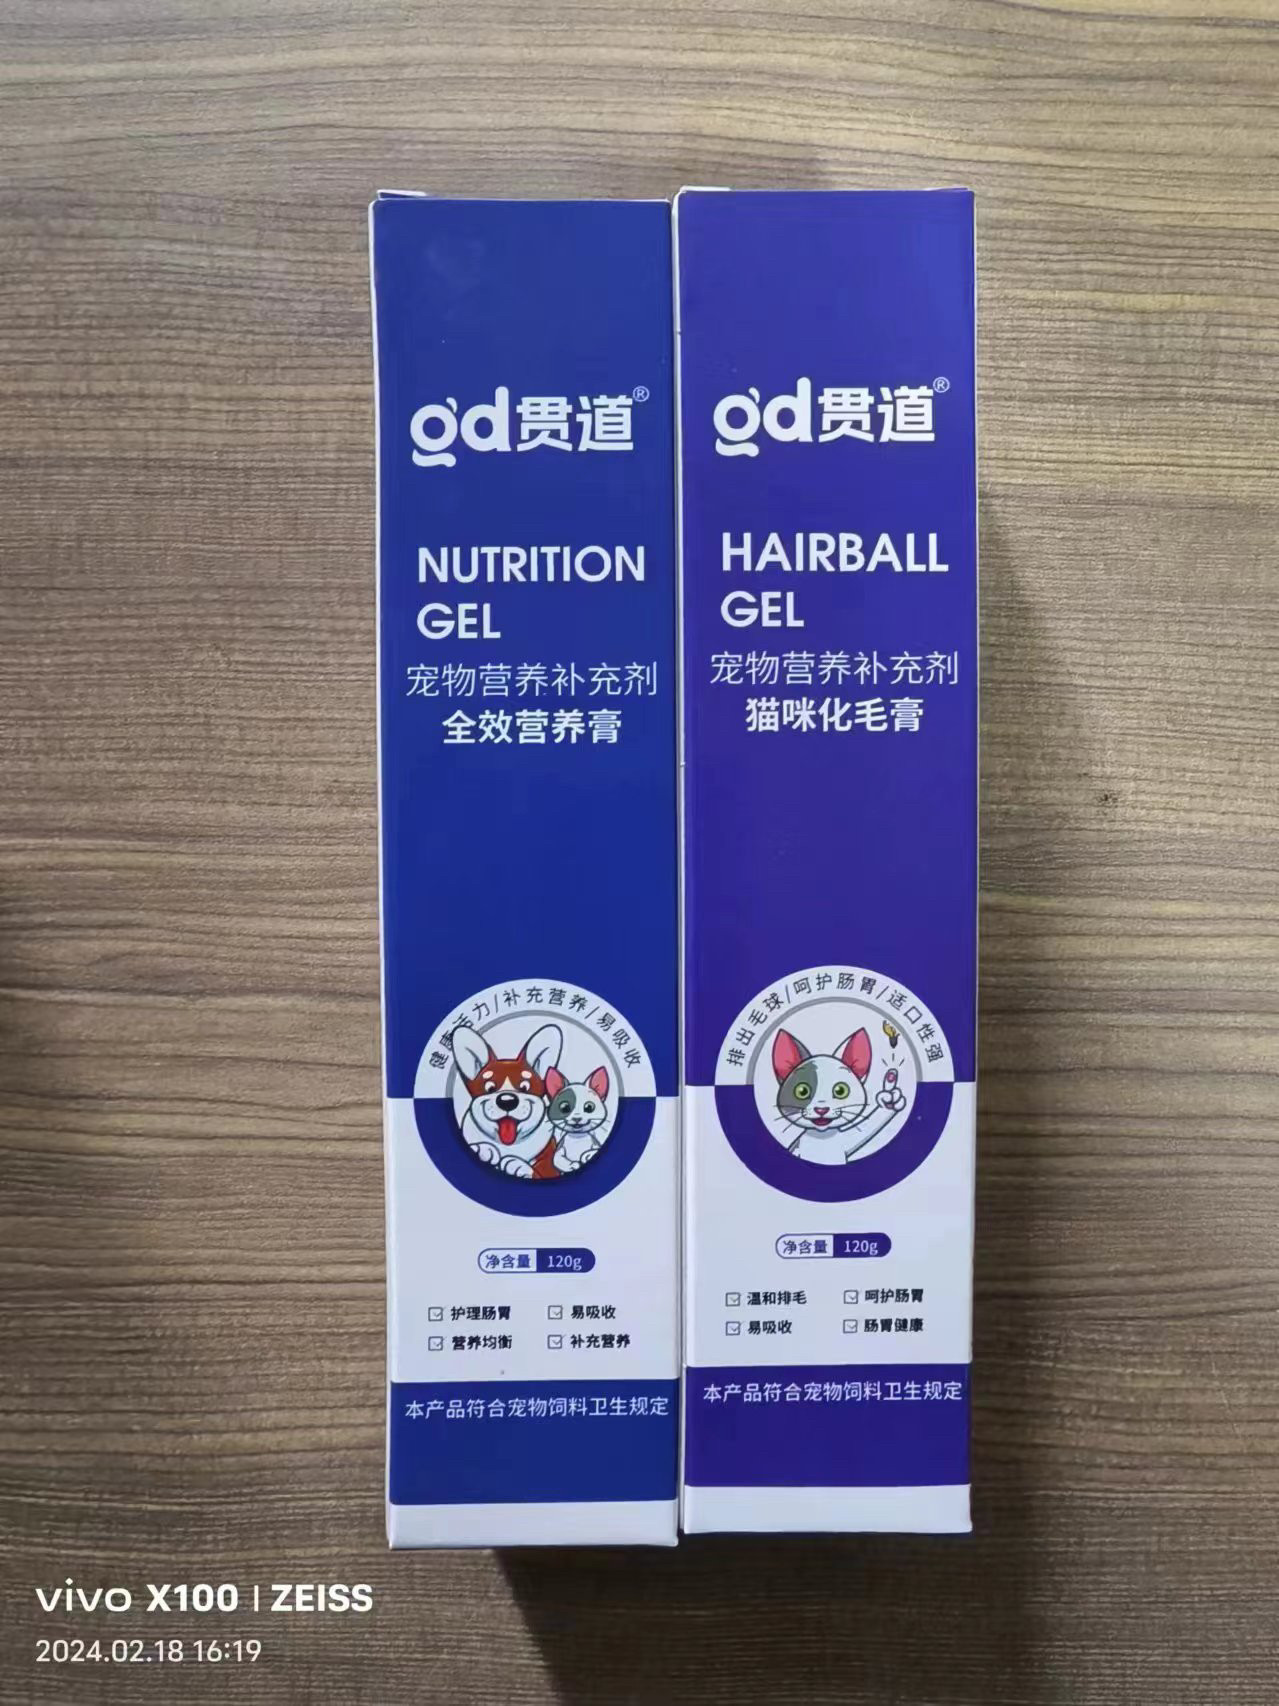 gd贯道®
NUTRITION
GEL
宠物营养补充剂
全效营养膏
健康活力/补充营养/易吸收
净含量 120g
护理肠胃 易吸收
营养均衡 补充营养
本产品符合宠物饲料卫生规定
gd贯道®
HAIRBALL
GEL
宠物营养补充剂
猫咪化毛膏
排出毛球/呵护肠胃/适口性强
净含量 120g
温和排毛 呵护肠胃
易吸收 肠胃健康
本产品符合宠物饲料卫生规定
vivo X100 | ZEISS
2024.02.18 16:19